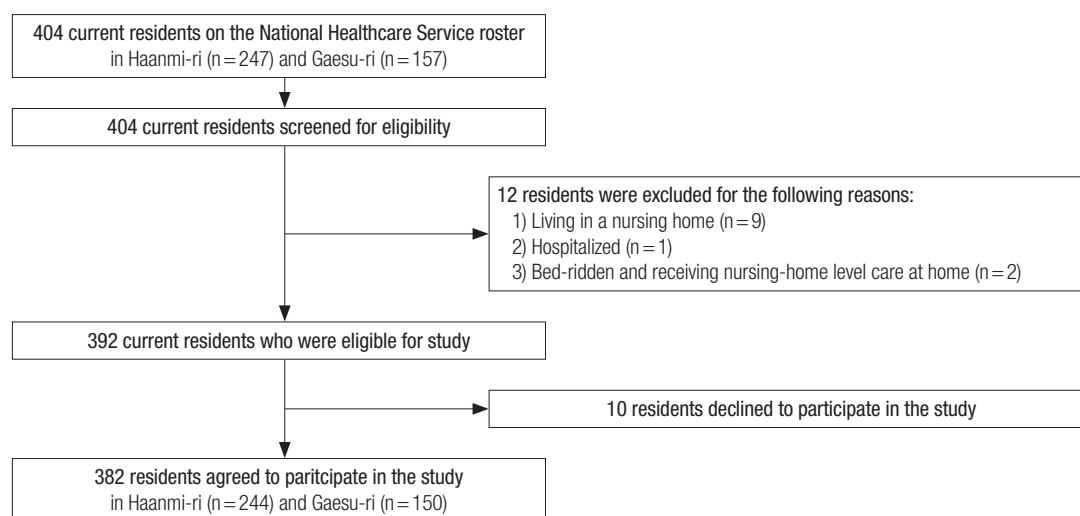 404 current residents on the National Healthcare Service roster
in Haanmi-ri (n=247) and Gaesu-ri (n=157)
404 current residents screened for eligibility
12 residents were excluded for the following reasons:
1) Living in a nursing home (n=9)
2) Hospitalized (n=1)
3) Bed-ridden and receiving nursing-home level care at home (n=2)
392 current residents who were eligible for study
10 residents declined to participate in the study
382 residents agreed to paritcipate in the study
in Haanmi-ri (n=244) and Gaesu-ri (n=150)